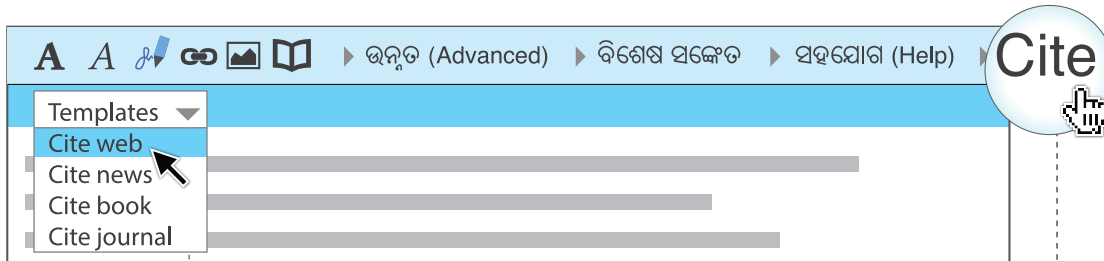 A A ଉନ୍ନତ (Advanced) ବିଶେଷ ସଙ୍କେତ ସହଯୋଗ (Help) Cite
Templates
Cite web
Cite news
Cite book
Cite journal